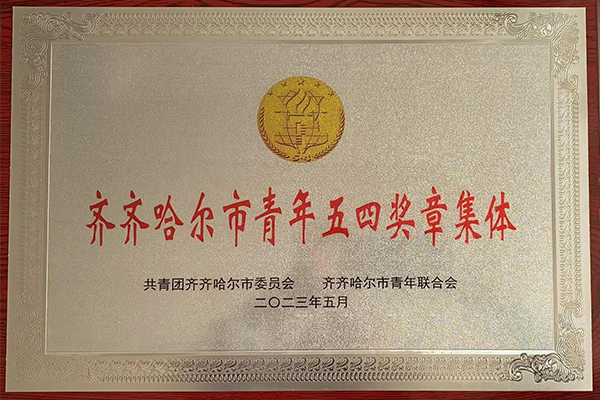 齐齐哈尔市青年五四奖章集体
共青团齐齐哈尔市委员会 齐齐哈尔市青年联合会
二〇二三年五月